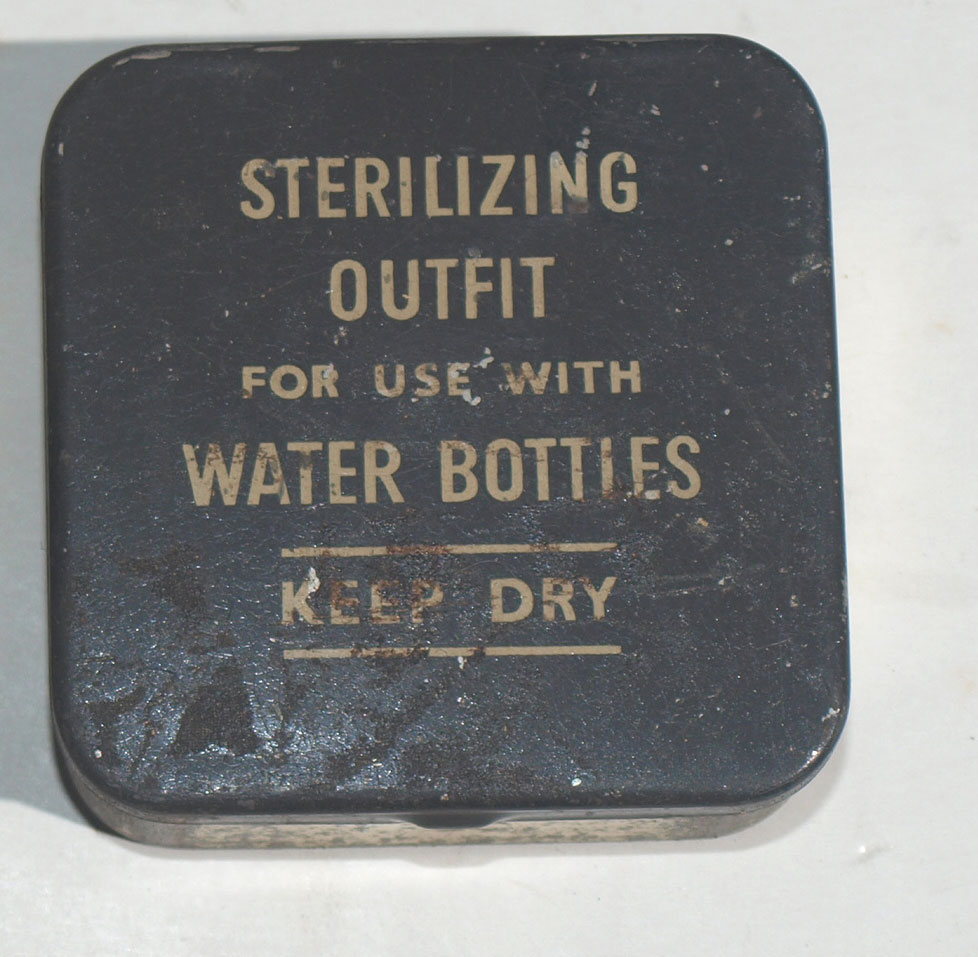 STERILIZING
OUTFIT
FOR USE WITH
WATER BOTTLES
KEEP DRY